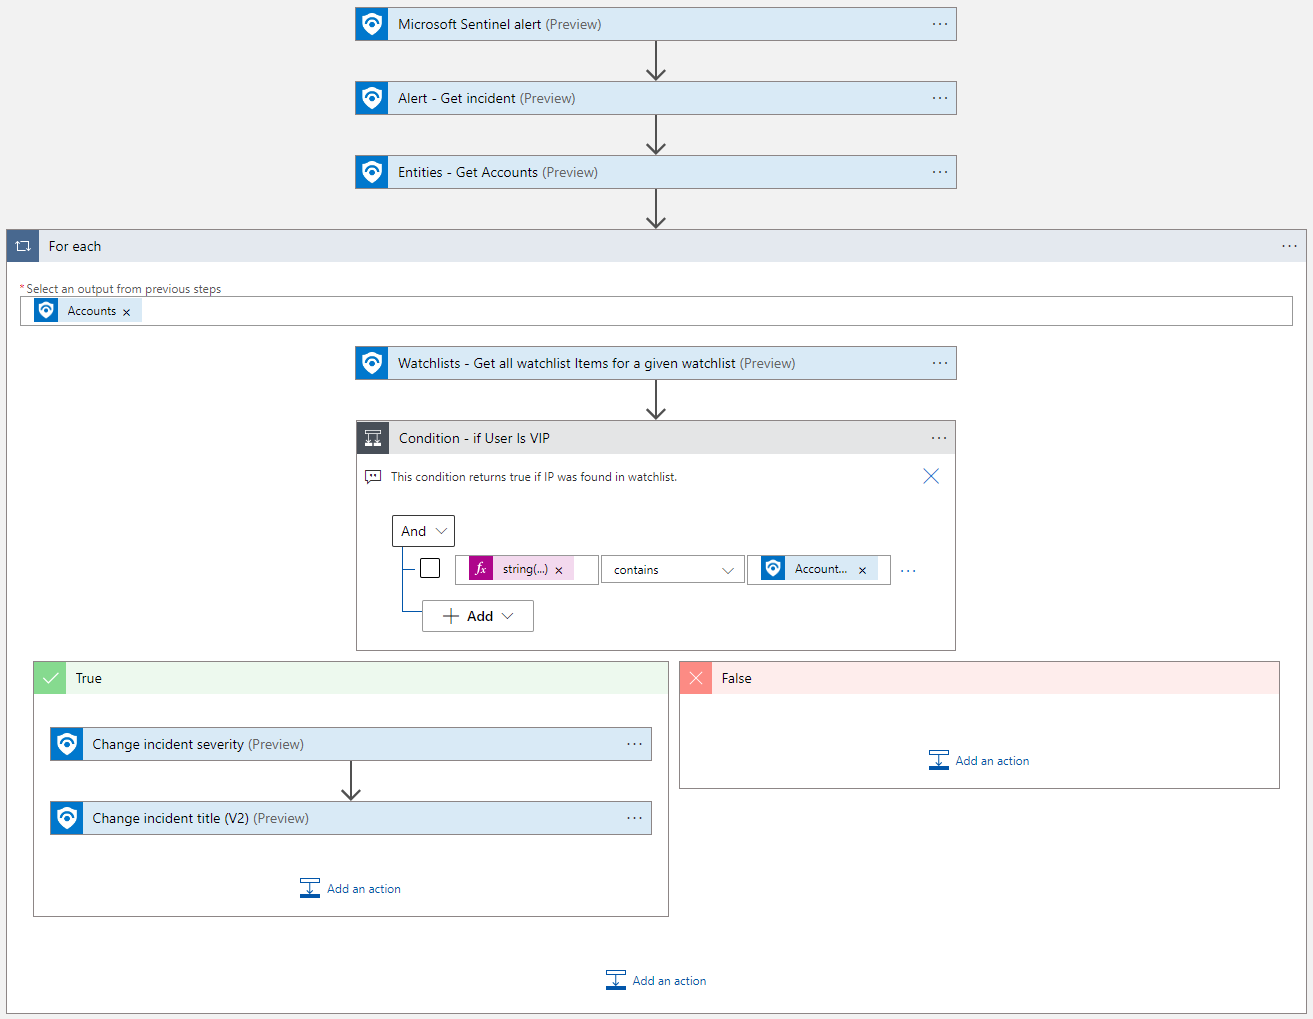 Microsoft Sentinel alert (Preview)
Alert - Get incident (Preview)
Entities - Get Accounts (Preview)
For each
*Select an output from previous steps
Accounts ×
Watchlists - Get all watchlist Items for a given watchlist (Preview)
Condition - if User Is VIP
This condition returns true if IP was found in watchlist.
And
fx string(...) × contains Account... ×
+ Add
True
False
Change incident severity (Preview)
Add an action
Change incident title (V2) (Preview)
Add an action
Add an action